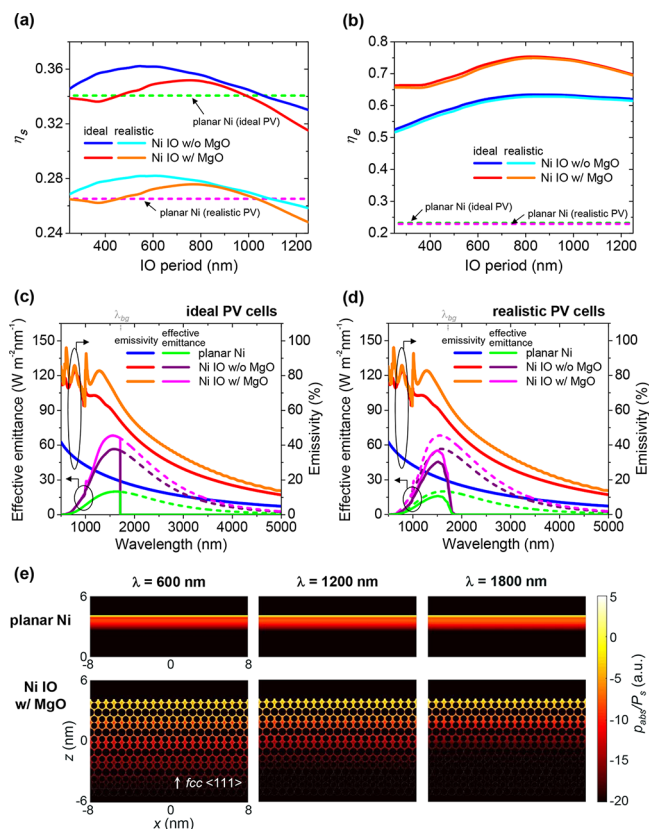 (a)
0.36
0.32
0.28
0.24
ηs
planar Ni (ideal PV)
ideal realistic
Ni IO w/o MgO
Ni IO w/ MgO
planar Ni (realistic PV)
400 600 800 1000 1200
IO period (nm)
(b)
0.8
0.7
0.6
0.5
0.4
0.3
0.2
ηe
ideal realistic
Ni IO w/o MgO
Ni IO w/ MgO
planar Ni (ideal PV)
planar Ni (realistic PV)
400 600 800 1000 1200
IO period (nm)
(c)
λbg
ideal PV cells
150
120
90
60
30
0
Effective emittance (W m-2nm-1)
emissivity effective emittance
planar Ni
Ni IO w/o MgO
Ni IO w/ MgO
100
80
60
40
20
0
Emissivity (%)
1000 2000 3000 4000 5000
Wavelength (nm)
(d)
λbg
realistic PV cells
150
120
90
60
30
0
Effective emittance (W m-2nm-1)
emissivity effective emittance
planar Ni
Ni IO w/o MgO
Ni IO w/ MgO
100
80
60
40
20
0
Emissivity (%)
1000 2000 3000 4000 5000
Wavelength (nm)
(e)
λ = 600 nm
λ = 1200 nm
λ = 1800 nm
planar Ni
6
0
-8 0 8
Ni IO
w/ MgO
6
0
-6
z (nm)
fcc <111>
-8 0 8
x (nm)
5
0
-5
-10
-15
-20
pabs/Ps (a.u.)